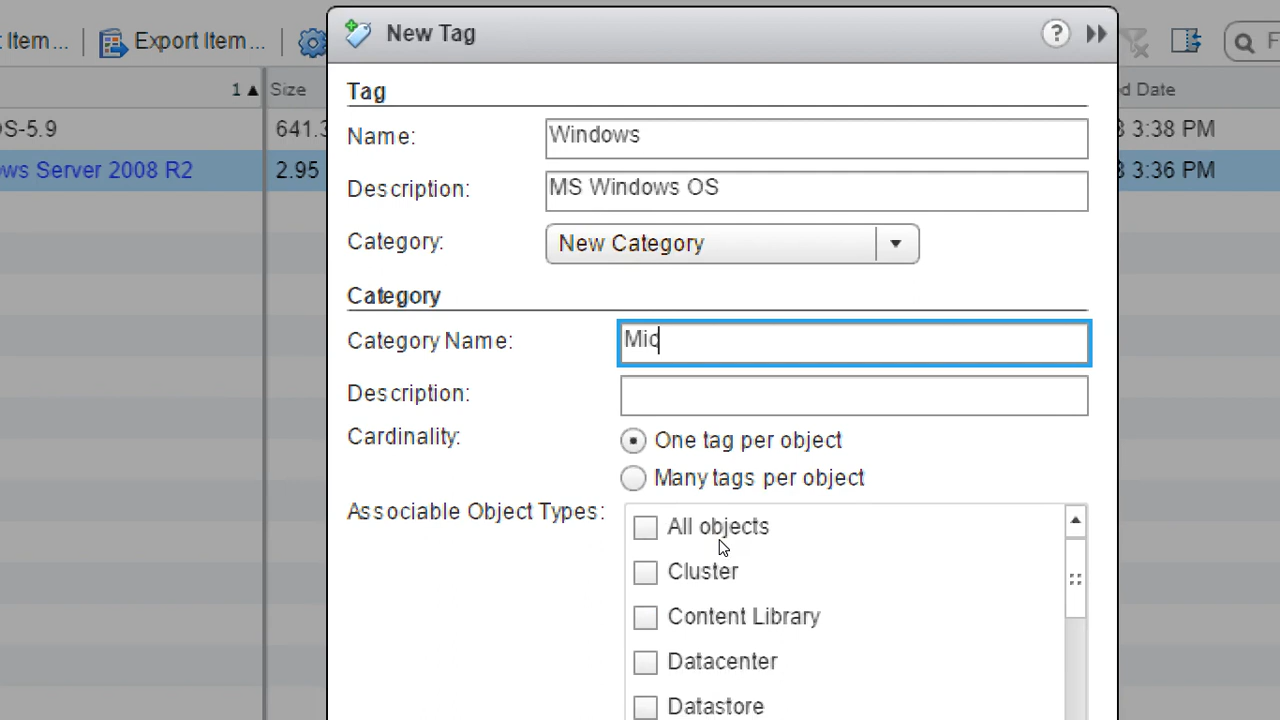 New Tag
Item ... Export Item ...
1 Size d Date
Tag
S-5.9 641.3 3:38 PM
Name: Windows
ws Server 2008 R2 2.95 3:36 PM
Description: MS Windows OS
Category: New Category
Category
Category Name: Mic
Description:
Cardinality: One tag per object
Many tags per object
Associable Object Types: All objects
Cluster
Content Library
Datacenter
Datastore